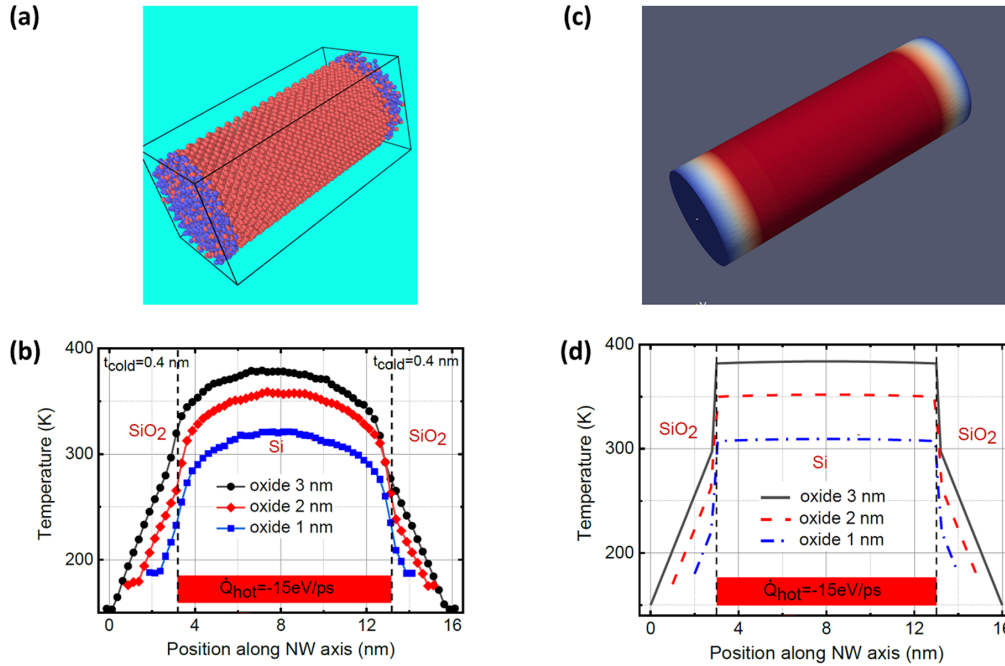 (a)
(c)
(b)
400
300
200
Temperature (K)
t_cold=0.4 nm
t_cold=0.4 nm
SiO₂
SiO₂
Si
oxide 3 nm
oxide 2 nm
oxide 1 nm
Q̇_hot=-15eV/ps
0 4 8 12 16
Position along NW axis (nm)
(d)
400
300
200
Temperature (K)
SiO₂
SiO₂
Si
oxide 3 nm
oxide 2 nm
oxide 1 nm
Q̇_hot=-15eV/ps
0 4 8 12 16
Position along NW axis (nm)